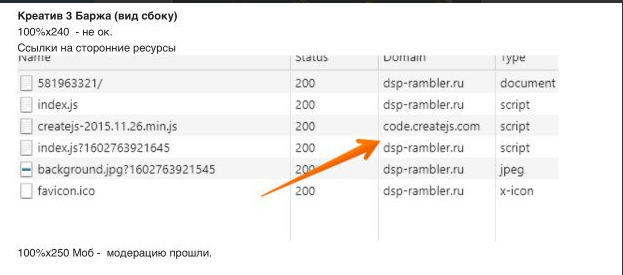 Креатив 3 Баржа (вид сбоку)
100%x240 - не ок.
Ссылки на сторонние ресурсы
Name Status Domain Type
581963321/ 200 dsp-rambler.ru document
index.js 200 dsp-rambler.ru script
createjs-2015.11.26.min.js 200 code.createjs.com script
index.js?1602763921645 200 dsp-rambler.ru script
background.jpg?1602763921545 200 dsp-rambler.ru jpeg
favicon.ico 200 dsp-rambler.ru x-icon
100%x250 Моб - модерацию прошли.